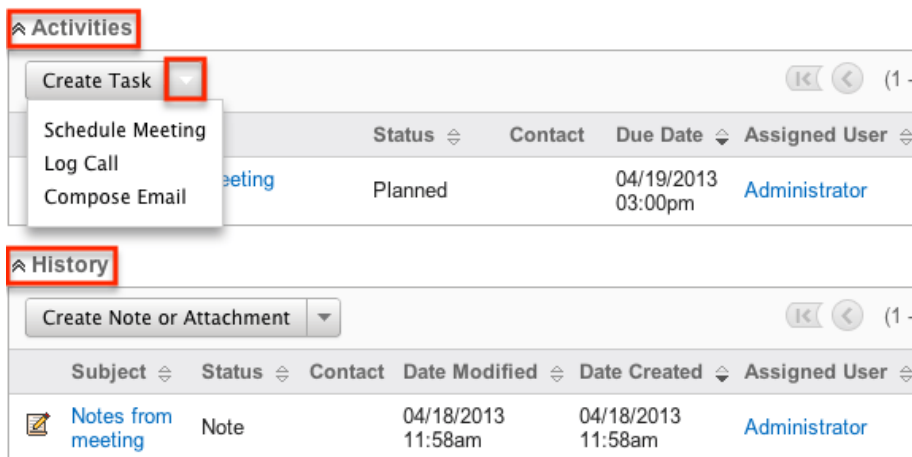 Activities
Create Task
(1 -
Schedule Meeting
Log Call
Compose Email
Status Contact Due Date Assigned User
eeting Planned 04/19/2013 Administrator
03:00pm
History
Create Note or Attachment
(1 -
Subject Status Contact Date Modified Date Created Assigned User
Notes from Note 04/18/2013 04/18/2013 Administrator
meeting 11:58am 11:58am